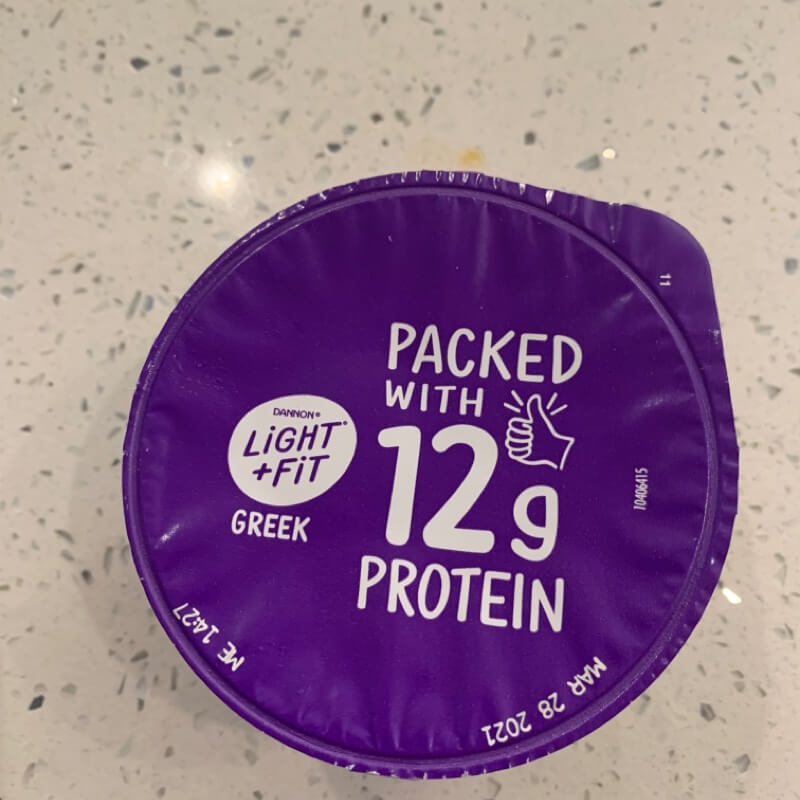 PACKED
WITH
12g
PROTEIN
DANNON®
LiGHT®
+FiT
GREEK
11
10406415
ME 14:27
MAR 28 2021